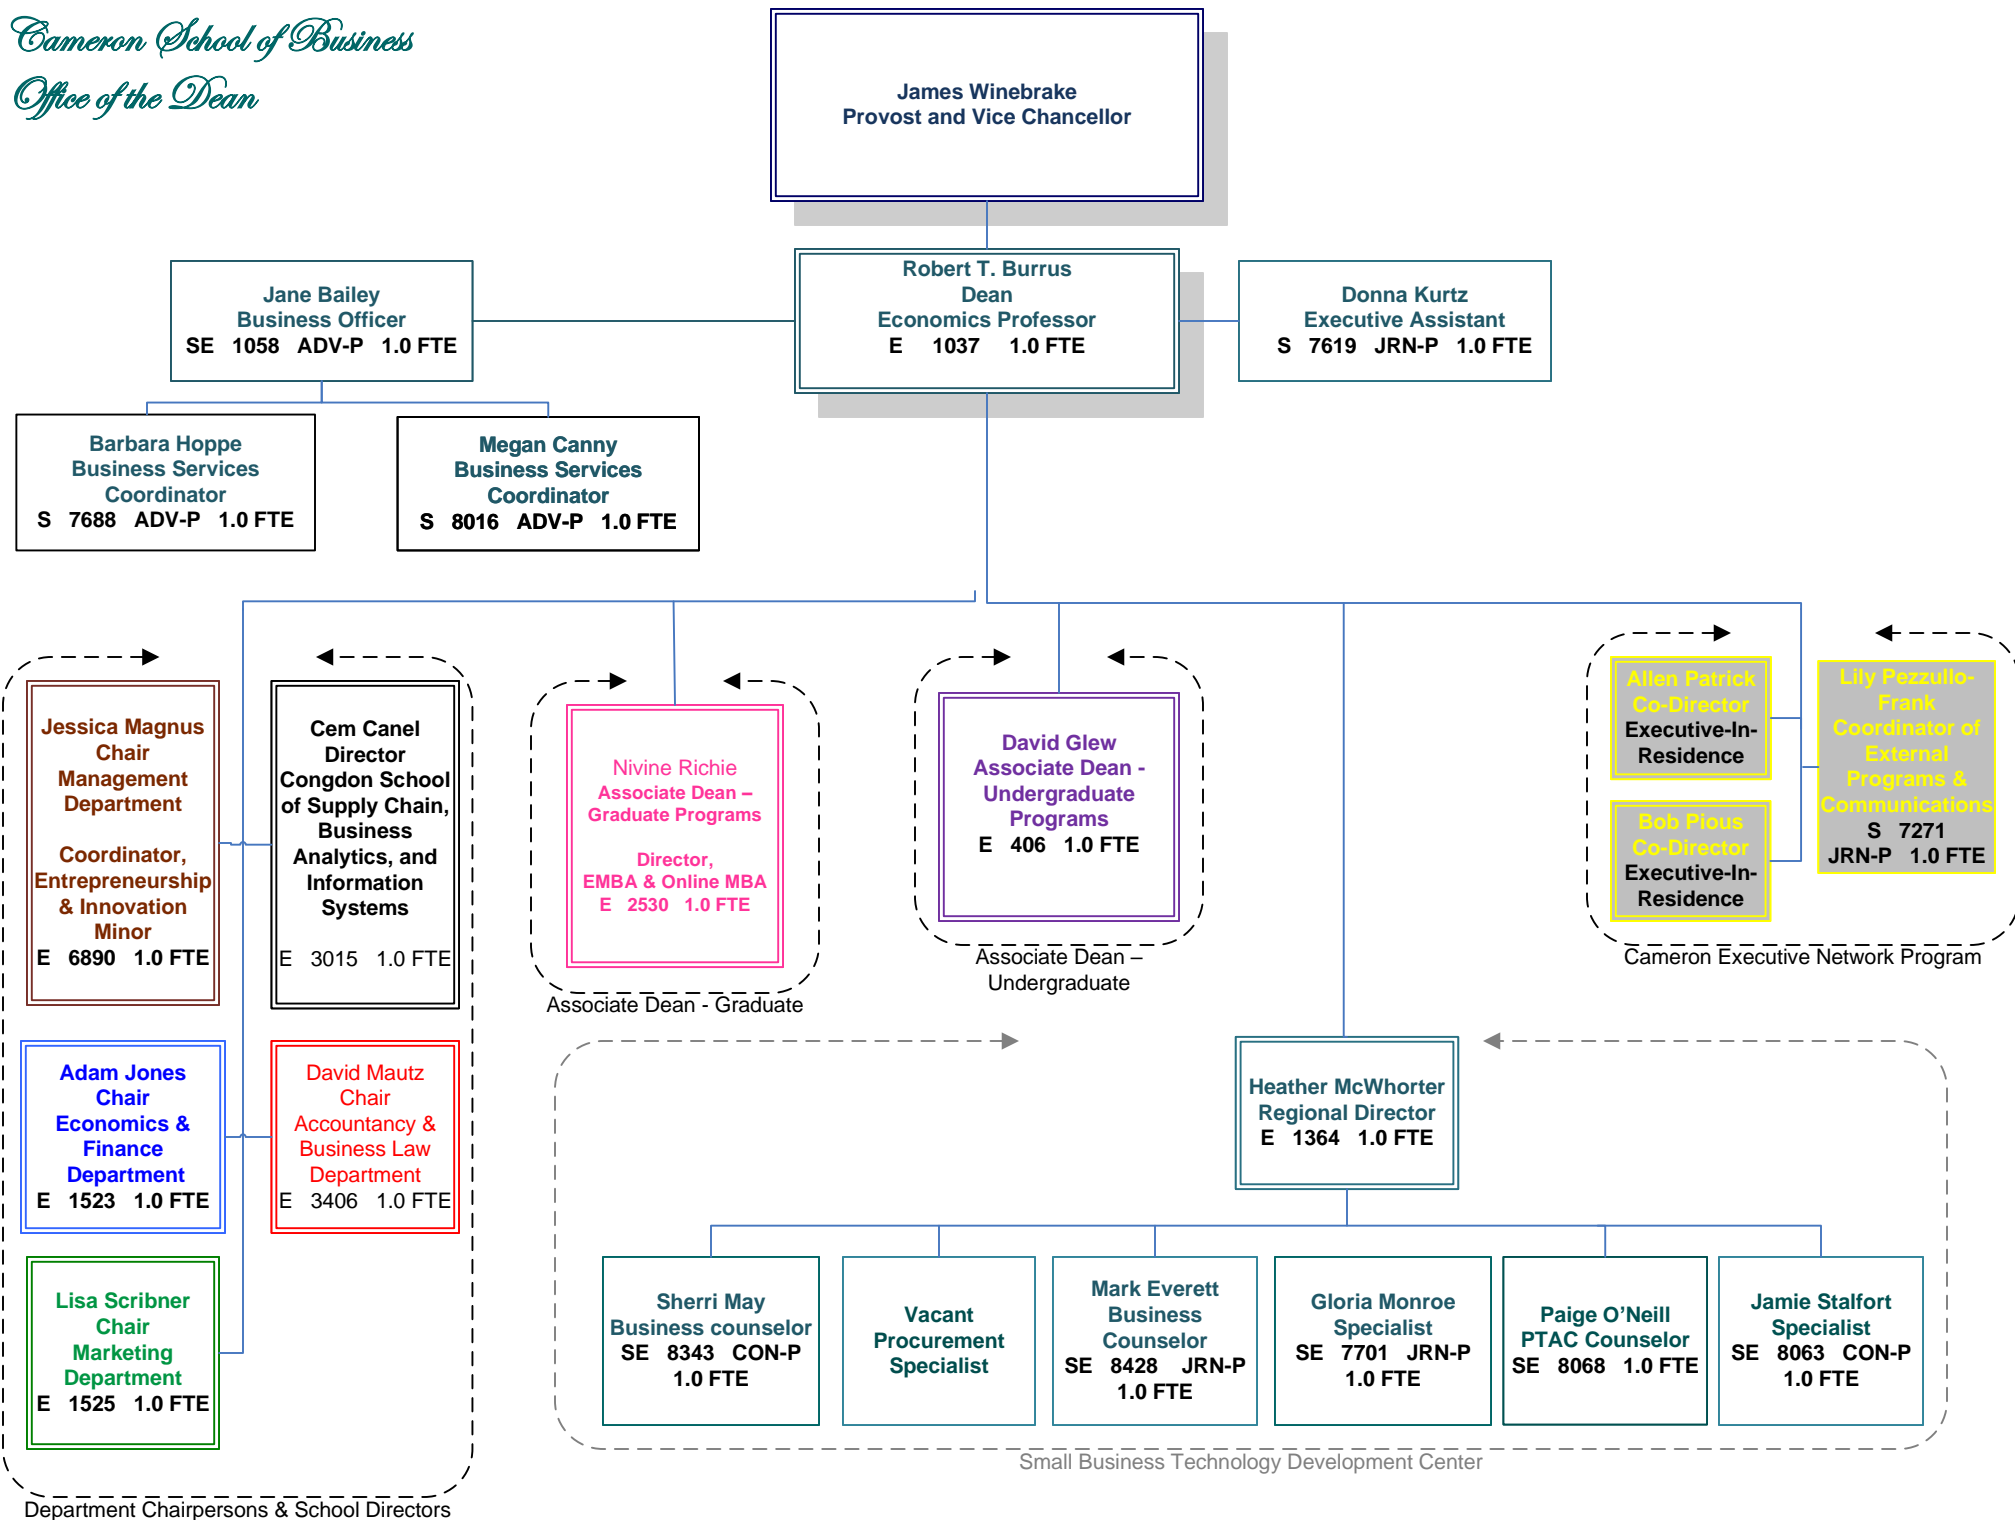 Cameron School of Business
Office of the Dean
James Winebrake
Provost and Vice Chancellor
Jane Bailey
Business Officer
SE 1058 ADV-P 1.0 FTE
Robert T. Burrus
Dean
Economics Professor
E 1037 1.0 FTE
Donna Kurtz
Executive Assistant
S 7619 JRN-P 1.0 FTE
Barbara Hoppe
Business Services
Coordinator
S 7688 ADV-P 1.0 FTE
Megan Canny
Business Services
Coordinator
S 8016 ADV-P 1.0 FTE
Jessica Magnus
Chair
Management
Department
Coordinator,
Entrepreneurship
& Innovation
Minor
E 6890 1.0 FTE
Cem Canel
Director
Congdon School
of Supply Chain,
Business
Analytics, and
Information
Systems
E 3015 1.0 FTE
Adam Jones
Chair
Economics &
Finance
Department
E 1523 1.0 FTE
David Mautz
Chair
Accountancy &
Business Law
Department
E 3406 1.0 FTE
Lisa Scribner
Chair
Marketing
Department
E 1525 1.0 FTE
Department Chairpersons & School Directors
Nivine Richie
Associate Dean –
Graduate Programs
Director,
EMBA & Online MBA
E 2530 1.0 FTE
Associate Dean - Graduate
David Glew
Associate Dean -
Undergraduate
Programs
E 406 1.0 FTE
Associate Dean –
Undergraduate
Allen Patrick
Co-Director
Executive-In-
Residence
Bob Pious
Co-Director
Executive-In-
Residence
Lily Pezzullo-
Frank
Coordinator of
External
Programs &
Communications
S 7271
JRN-P 1.0 FTE
Cameron Executive Network Program
Heather McWhorter
Regional Director
E 1364 1.0 FTE
Sherri May
Business counselor
SE 8343 CON-P
1.0 FTE
Vacant
Procurement
Specialist
Mark Everett
Business
Counselor
SE 8428 JRN-P
1.0 FTE
Gloria Monroe
Specialist
SE 7701 JRN-P
1.0 FTE
Paige O’Neill
PTAC Counselor
SE 8068 1.0 FTE
Jamie Stalfort
Specialist
SE 8063 CON-P
1.0 FTE
Small Business Technology Development Center